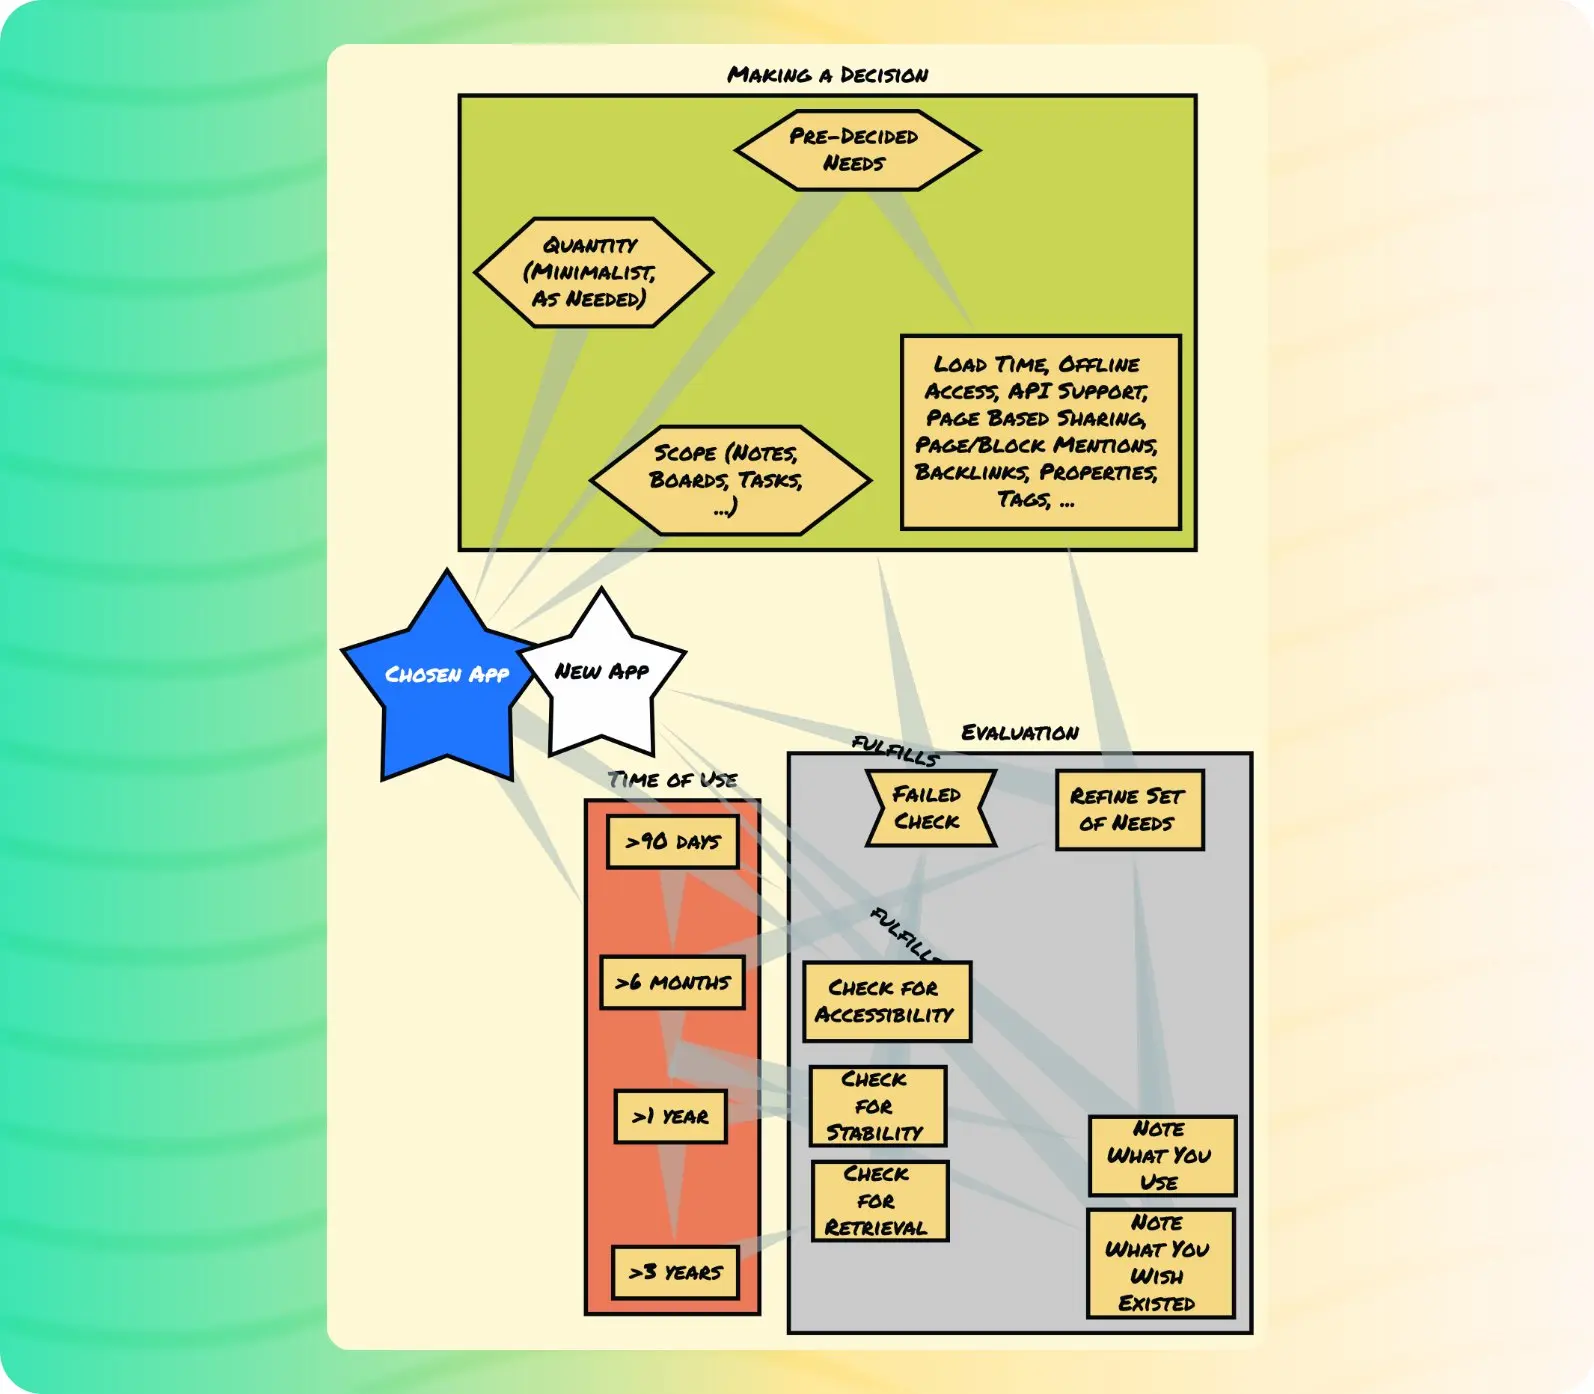 Making a Decision
Pre-Decided
Needs
Quantity
(Minimalist,
As Needed)
Load Time, Offline
Access, API Support,
Page Based Sharing,
Page/Block Mentions,
Backlinks, Properties,
Tags, ...
Scope (Notes,
Boards, Tasks,
...)
Chosen App
New App
Evaluation
fulfills
Time of Use
Failed
Check
Refine Set
of Needs
>90 days
fulfills
>6 months
Check for
Accessibility
Check
for
Stability
>1 year
Note
What You
Use
Check
for
Retrieval
Note
What You
Wish
Existed
>3 years